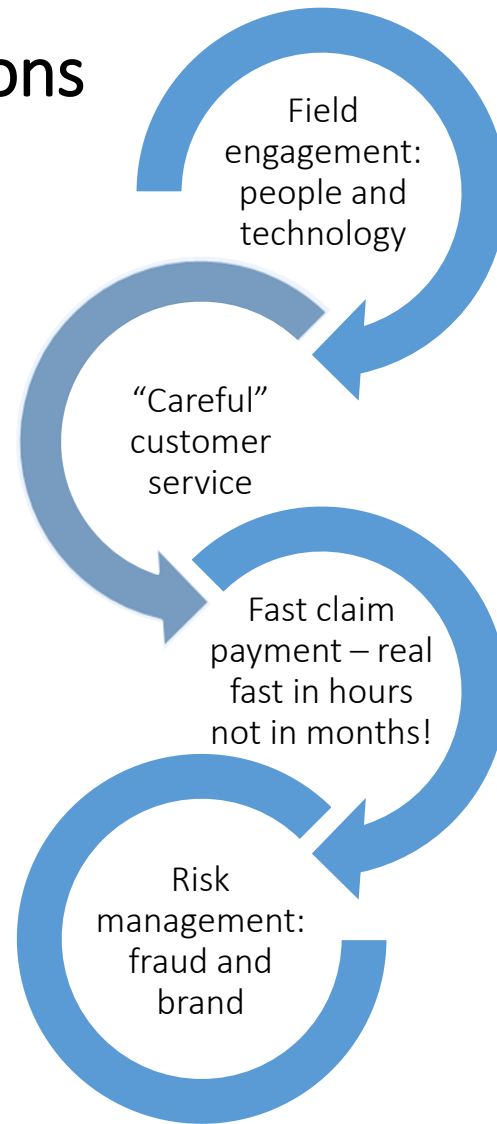 ons
Field
engagement:
people and
technology
“Careful”
customer
service
Fast claim
payment – real
fast in hours
not in months!
Risk
management:
fraud and
brand